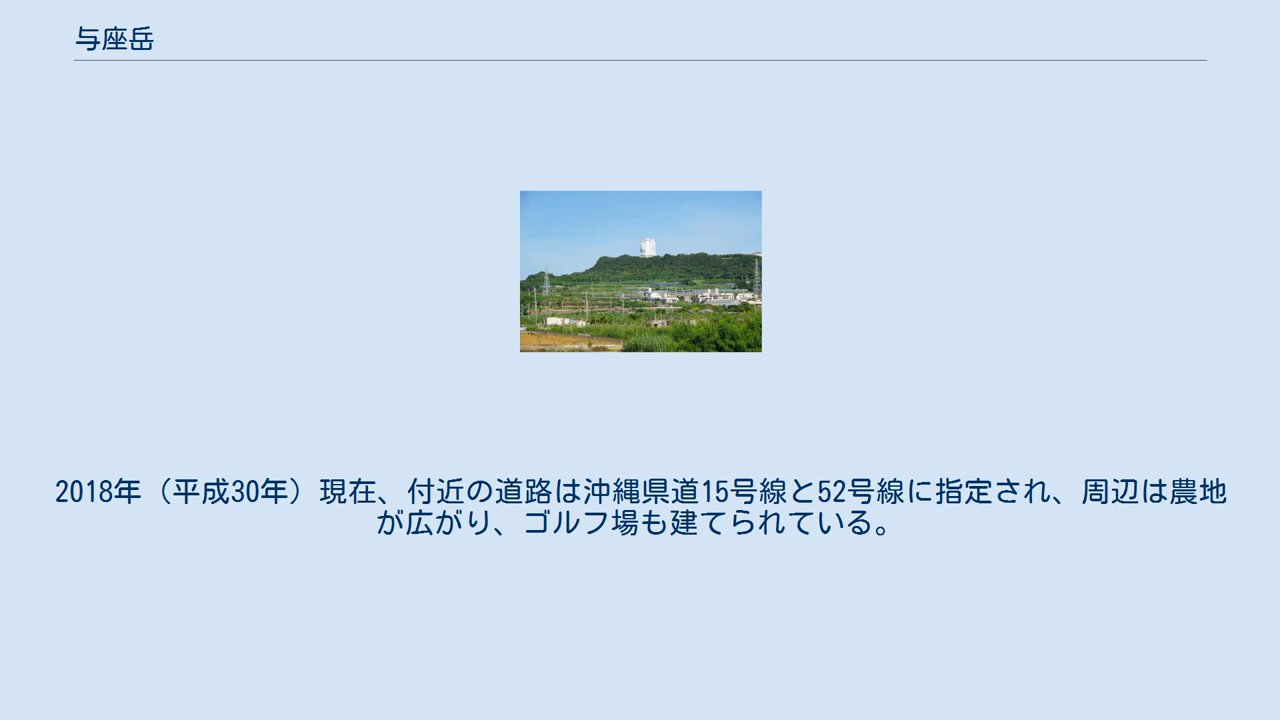 与座岳
2018年（平成30年）現在、付近の道路は沖縄県道15号線と52号線に指定され、周辺は農地
が広がり、ゴルフ場も建てられている。